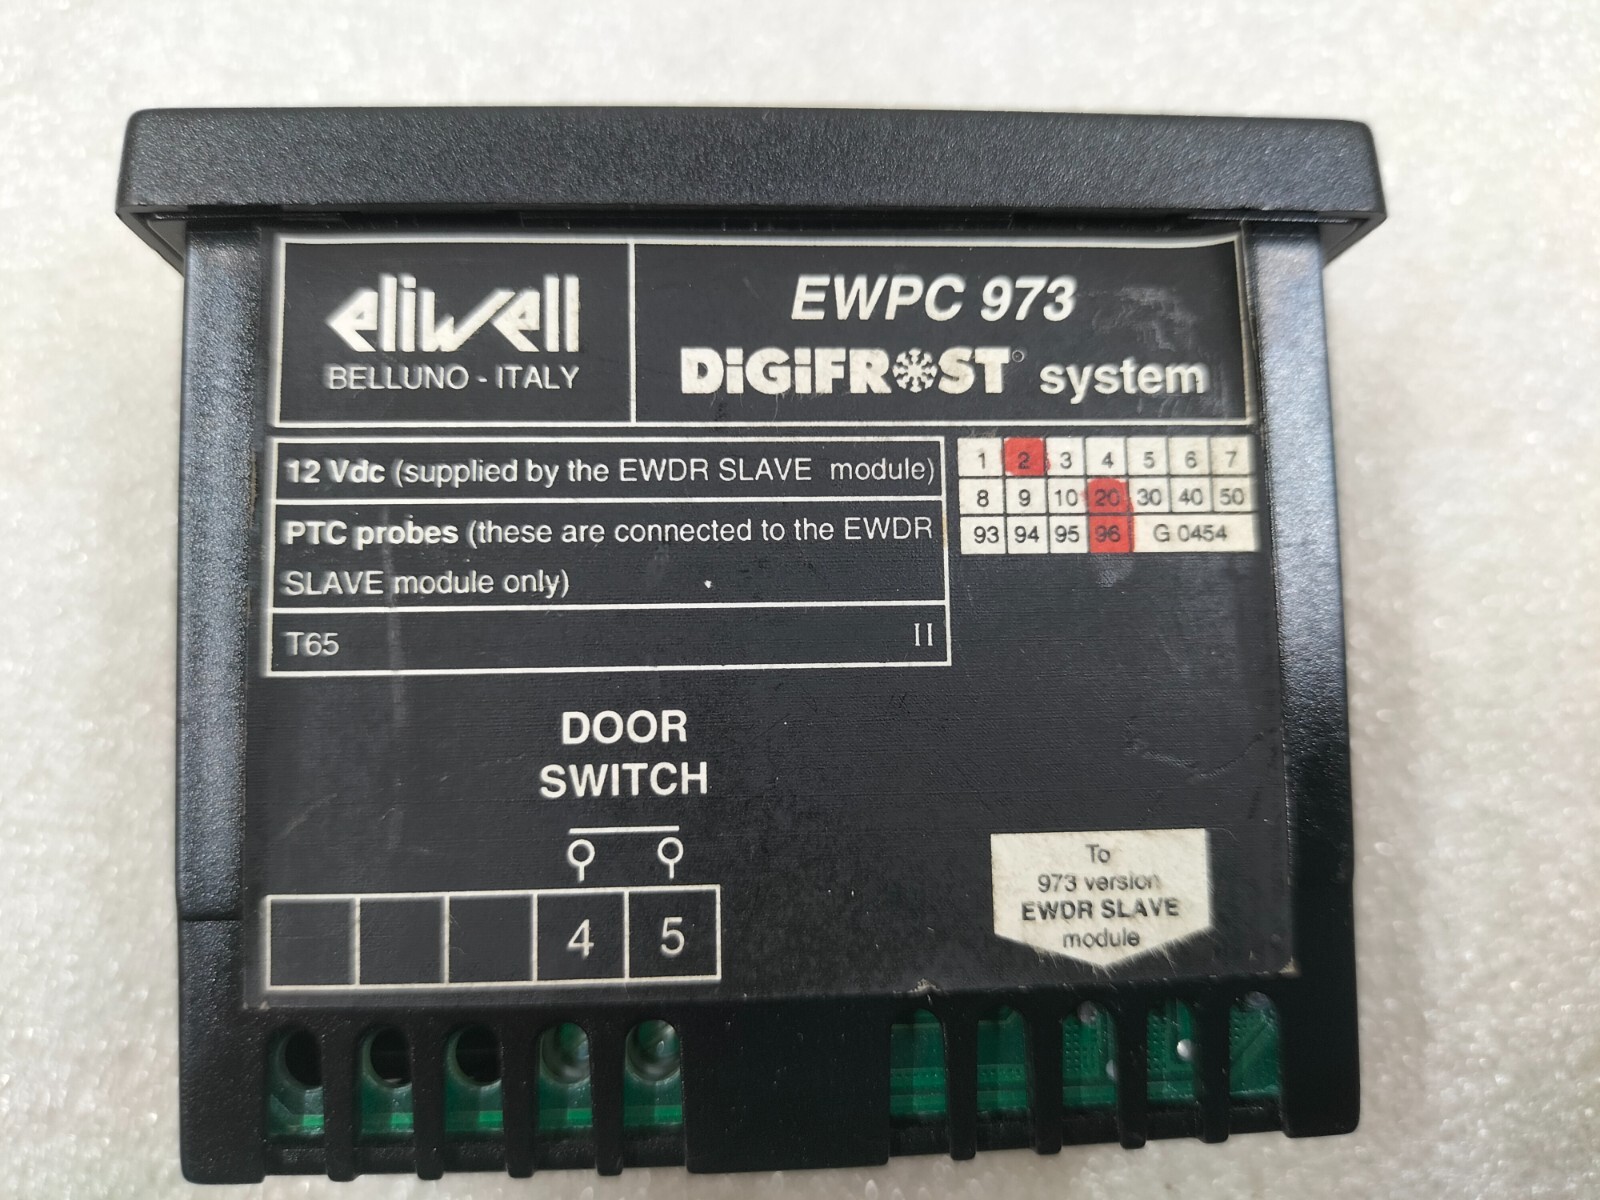 eliwell
BELLUNO - ITALY
EWPC 973
DiGiFROST® system
12 Vdc (supplied by the EWDR SLAVE module)
PTC probes (these are connected to the EWDR
SLAVE module only)
T65 II
1 2 3 4 5 6 7
8 9 10 20 30 40 50
93 94 95 96 G 0454
DOOR
SWITCH
4 5
To
973 version
EWDR SLAVE
module